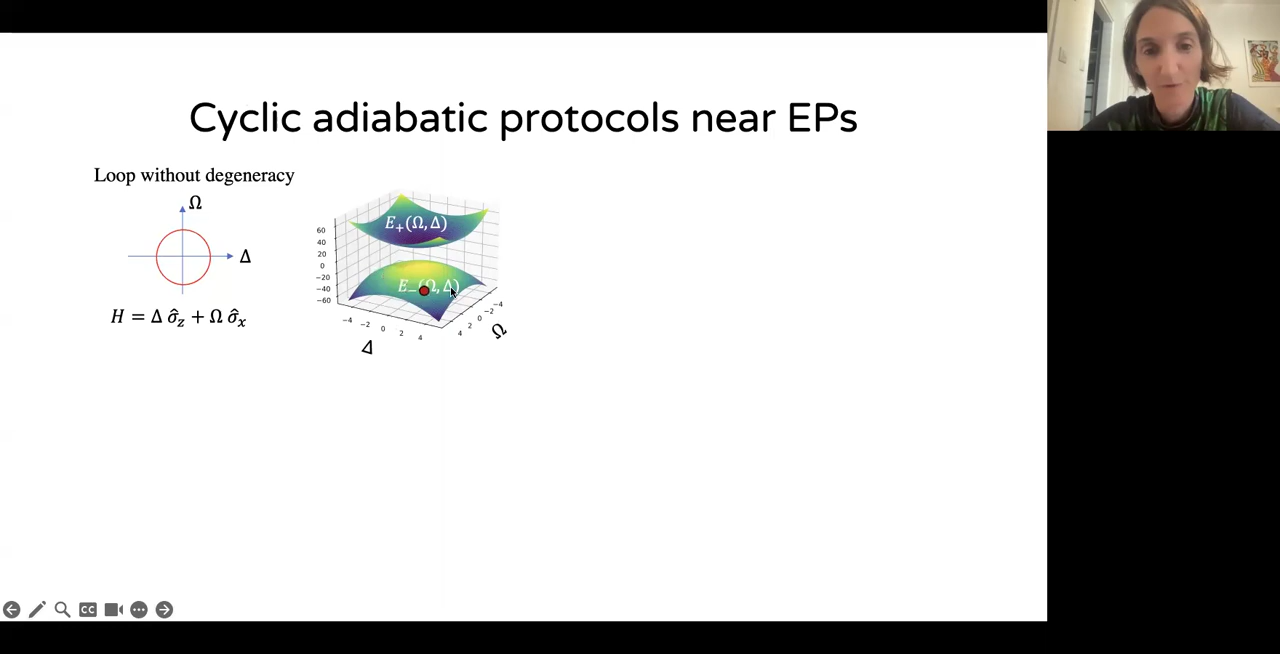 Cyclic adiabatic protocols near EPs
Loop without degeneracy
Ω
Δ
H = Δ σ̂z + Ω σ̂x
E₊(Ω,Δ)
E₋(Ω,Δ)
60
40
20
0
−20
−40
−60
−4
−2
0
2
4
Δ
4
2
0
−2
−4
Ω
CC